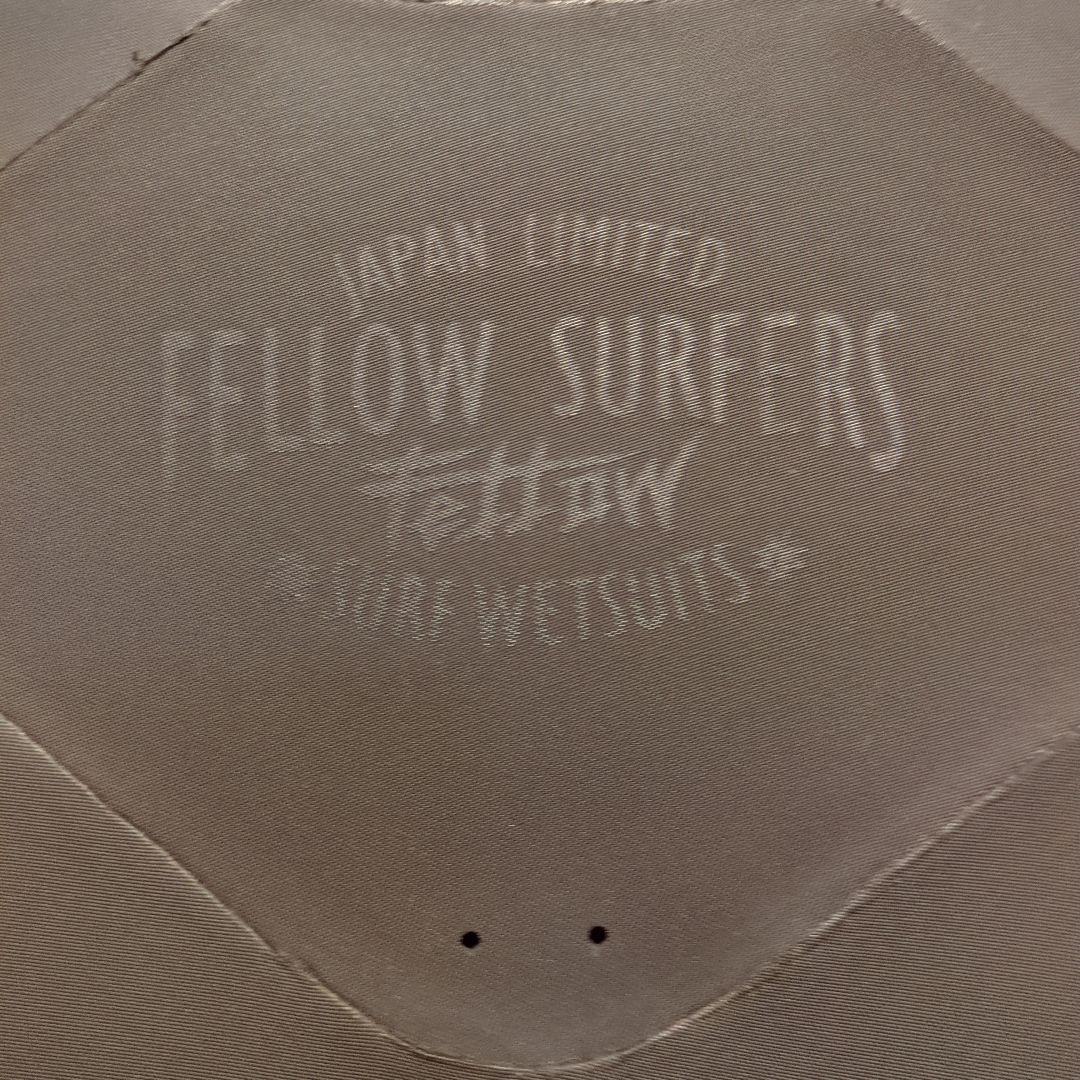 JAPAN LIMITED
FELLOW SURFERS
fellow
SURF WETSUITS